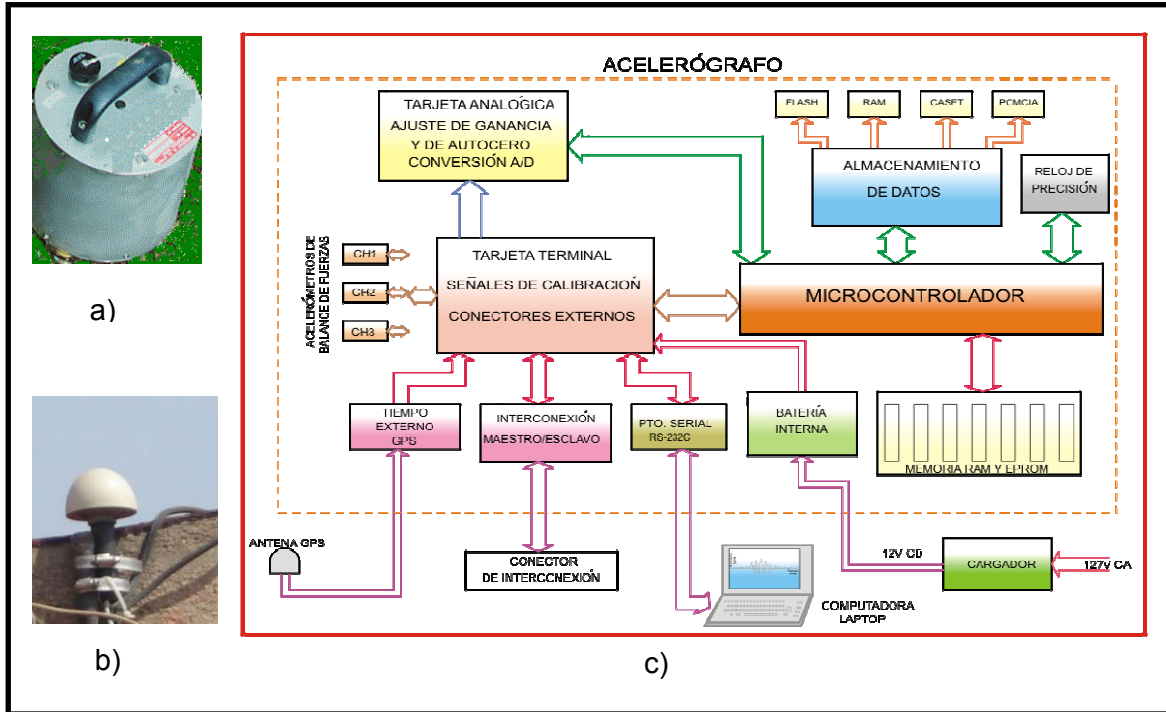 a)
b)
ACELERÓGRAFO
TARJETA ANALÓGICA
AJUSTE DE GANANCIA
Y DE AUTOCERO
CONVERSIÓN A/D
FLASH
RAM
CASET
PCMCIA
ALMACENAMIENTO
DE DATOS
RELOJ DE
PRECISIÓN
ACELERÓMETROS DE
BALANCE DE FUERZAS
CH1
CH2
CH3
TARJETA TERMINAL
SEÑALES DE CALIBRACIÓN
CONECTORES EXTERNOS
MICROCONTROLADOR
TIEMPO
EXTERNO
GPS
INTERCONEXIÓN
MAESTRO/ESCLAVO
PTO. SERIAL
RS-232C
BATERÍA
INTERNA
MEMORIA RAM Y EPROM
ANTENA GPS
CONECTOR
DE INTERCONEXIÓN
COMPUTADORA
LAPTOP
12V CD
CARGADOR
127V CA
c)